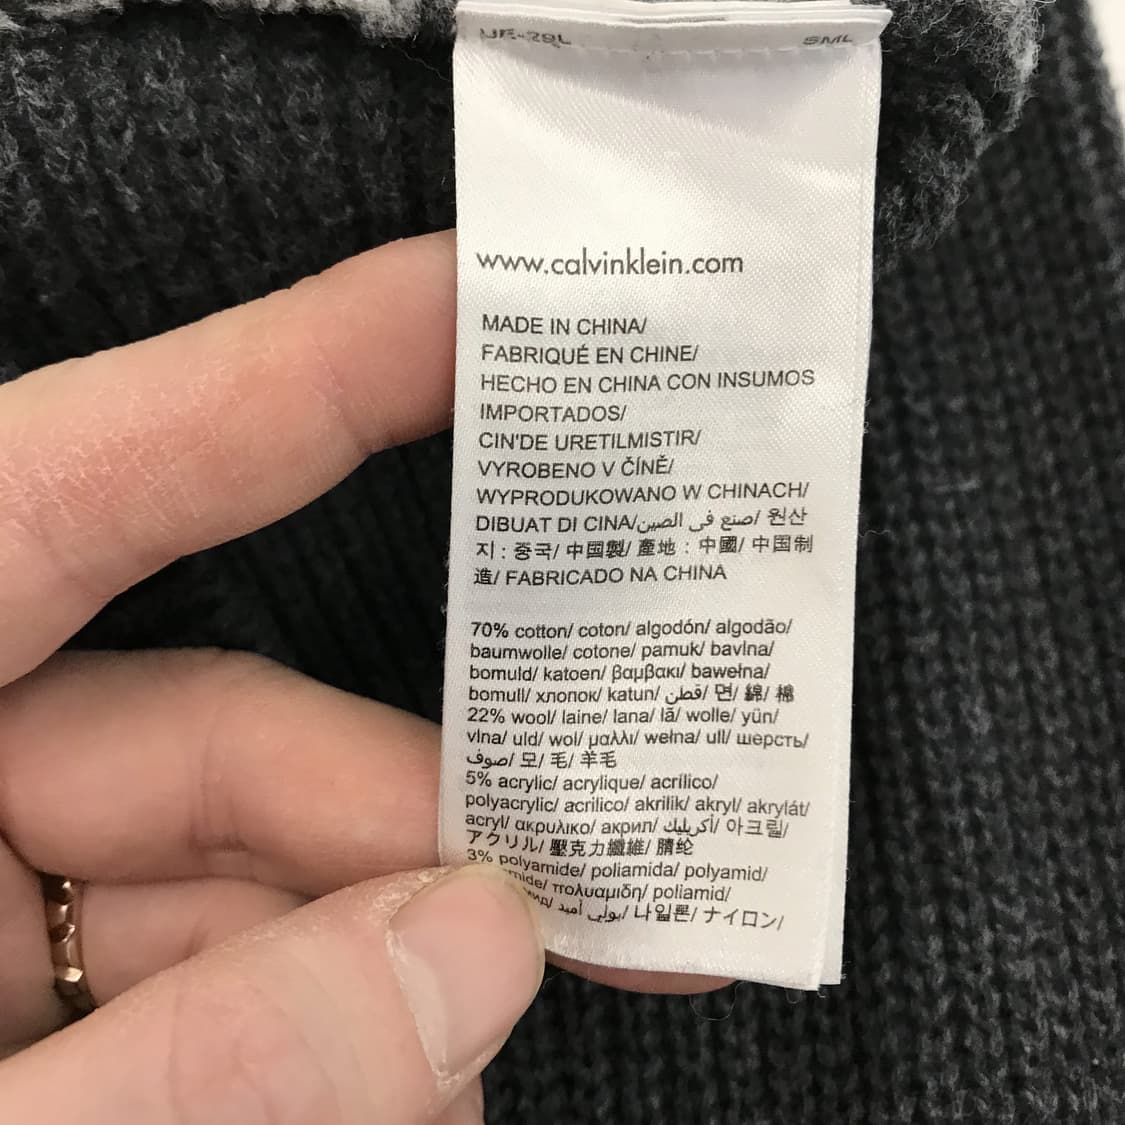 UE-29L SML
www.calvinklein.com
MADE IN CHINA/
FABRIQUÉ EN CHINE/
HECHO EN CHINA CON INSUMOS
IMPORTADOS/
CIN'DE URETILMISTIR/
VYROBENO V ČÍNĚ/
WYPRODUKOWANO W CHINACH/
DIBUAT DI CINA/صنع في الصين/ 원산
지 : 중국/ 中国製/ 產地 : 中國/ 中国制
造/ FABRICADO NA CHINA
70% cotton/ coton/ algodón/ algodão/
baumwolle/ cotone/ pamuk/ bavlna/
bomuld/ katoen/ βαμβακι/ bawełna/
bomull/ хлопок/ katun/ قطن/ 면/ 綿/ 棉
22% wool/ laine/ lana/ lã/ wolle/ yün/
vlna/ uld/ wol/ μαλλι/ wełna/ ull/ шерсть/
صوف/ 모/ 毛/ 羊毛
5% acrylic/ acrylique/ acrílico/
polyacrylic/ acrilico/ akrilik/ akryl/ akrylát/
acryl/ ακρυλικο/ акрил/ أكريليك/ 아크릴/
アクリル/ 壓克力纖維/ 腈纶
3% polyamide/ poliamida/ polyamid/
πολυαμιδη/ poliamid/
بولي أميد/ 나일론/ ナイロン/